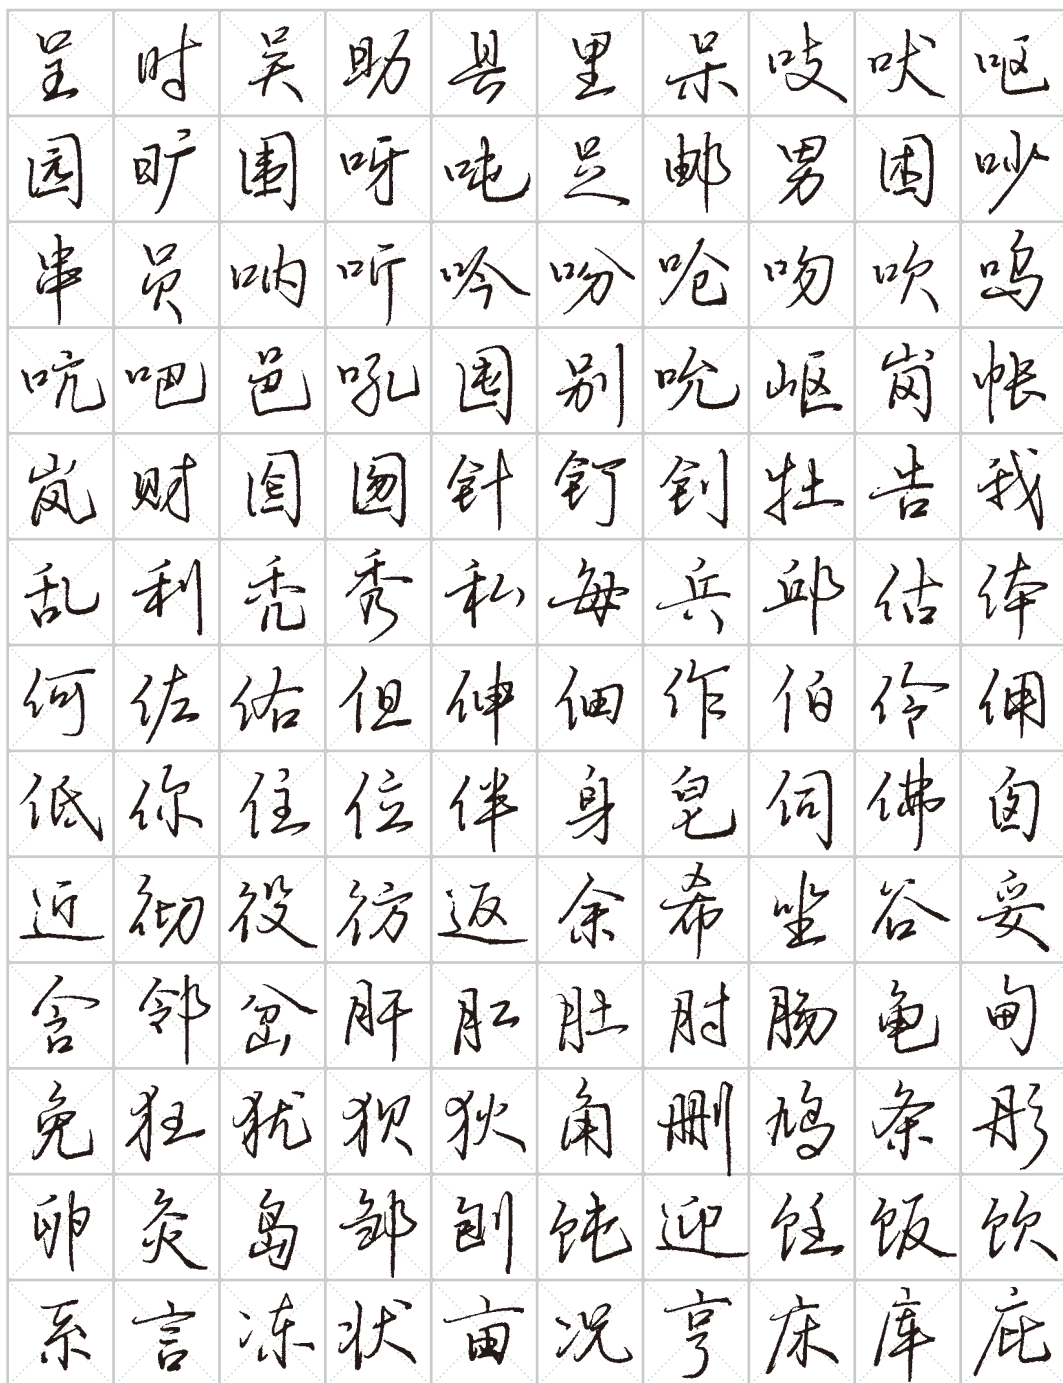 呈时吴助县里呆吱吠呕
园旷围呀吨足邮男困吵
串员呐听吟吩呛吻吹呜
吭吧邑吼囤别吮岖岗帐
岚财囫针钉钊牡告我
乱利秃秀私每兵邱估体
何佐佑但伸佃作伯伶佣
低你住位伴身皂伺佛囱
近彻役彷返余希坐谷妥
含邻岔肝肛肚肘肠龟甸
免狂犹狈狄角删鸠条彤
卵灸岛邹刨饨迎饪饭饮
系言冻状亩况亨床库庇